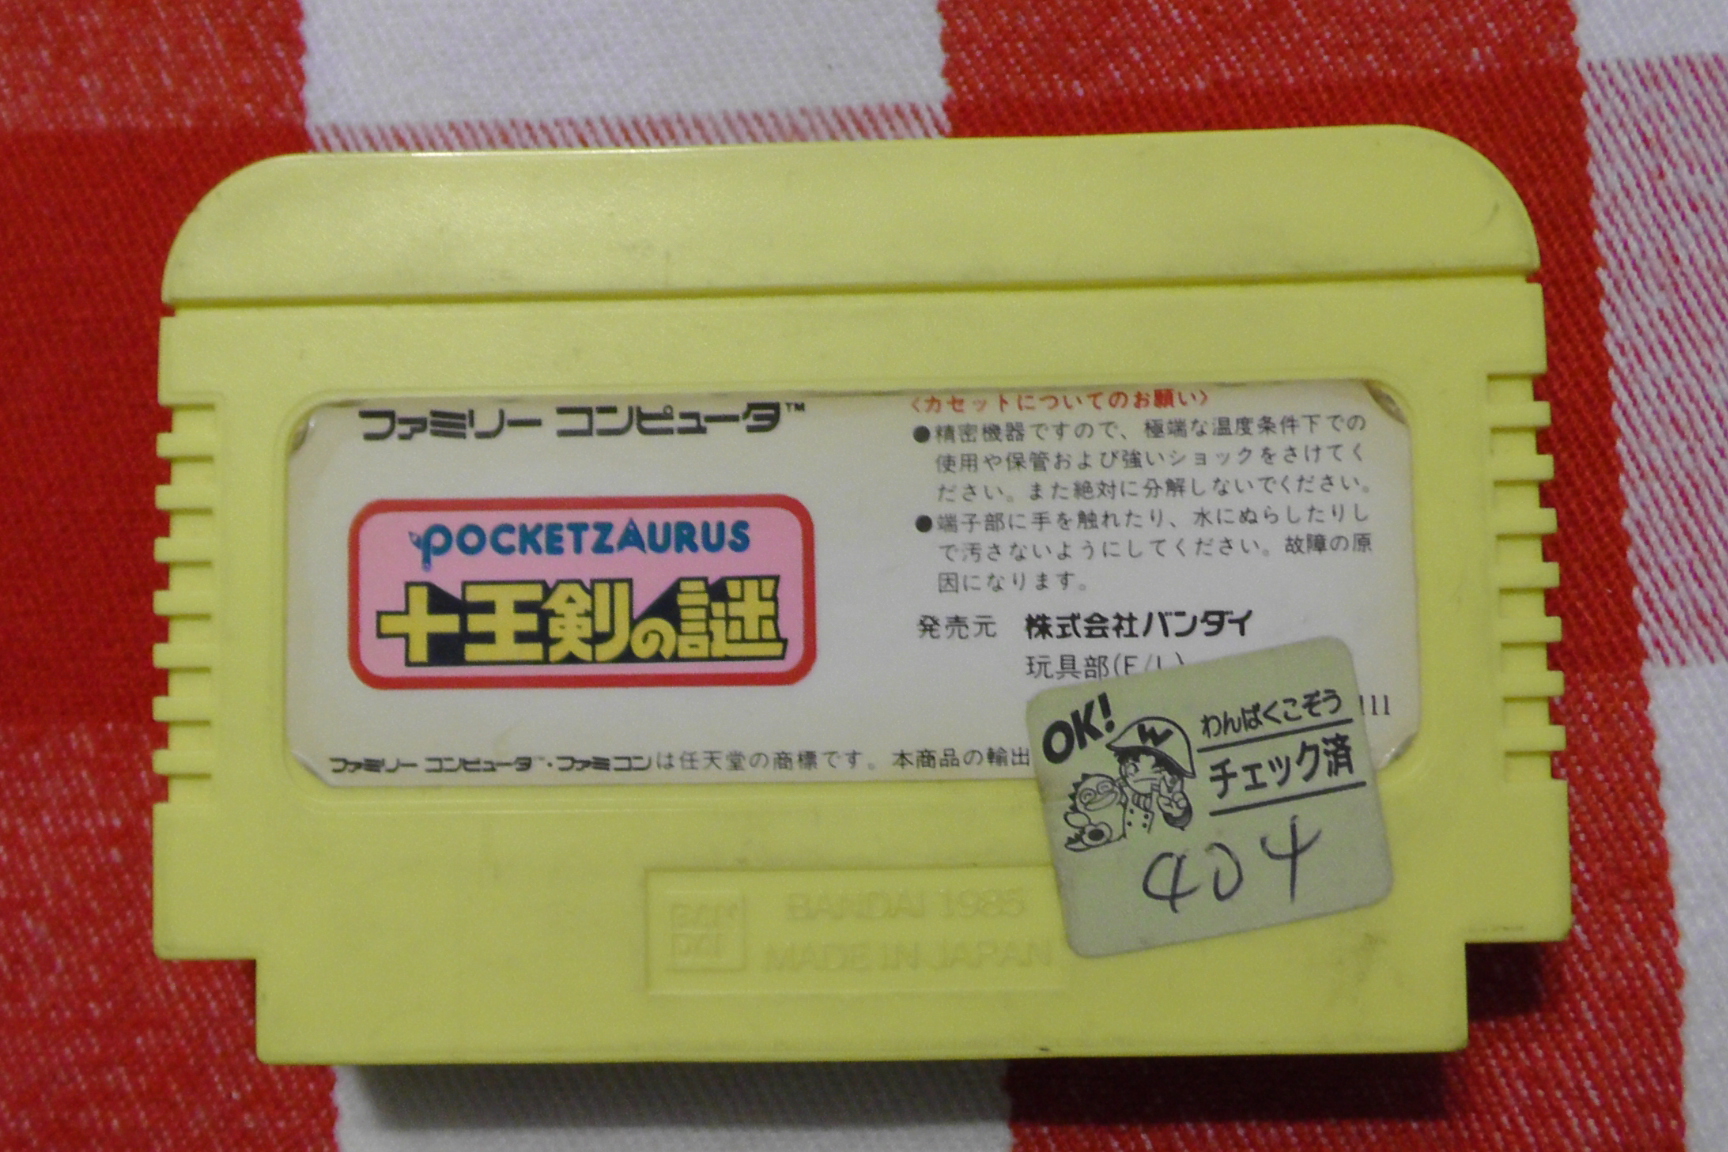 ファミリー コンピュータ™
POCKETZAURUS
十王剣の謎
〈カセットについてのお願い〉
●精密機器ですので、極端な温度条件下での
使用や保管および強いショックをさけてく
ださい。また絶対に分解しないでください。
●端子部に手を触れたり、水にぬらしたりし
で汚さないようにしてください。故障の原
因になります。
発売元 株式会社バンダイ
玩具部(F/L)
111
ファミリー コンピュータ™・ファミコンは任天堂の商標です。本商品の輸出
OK!
W
わんぱくこぞう
チェック済
404
BAN
DAI
BANDAI 1985
MADE IN JAPAN